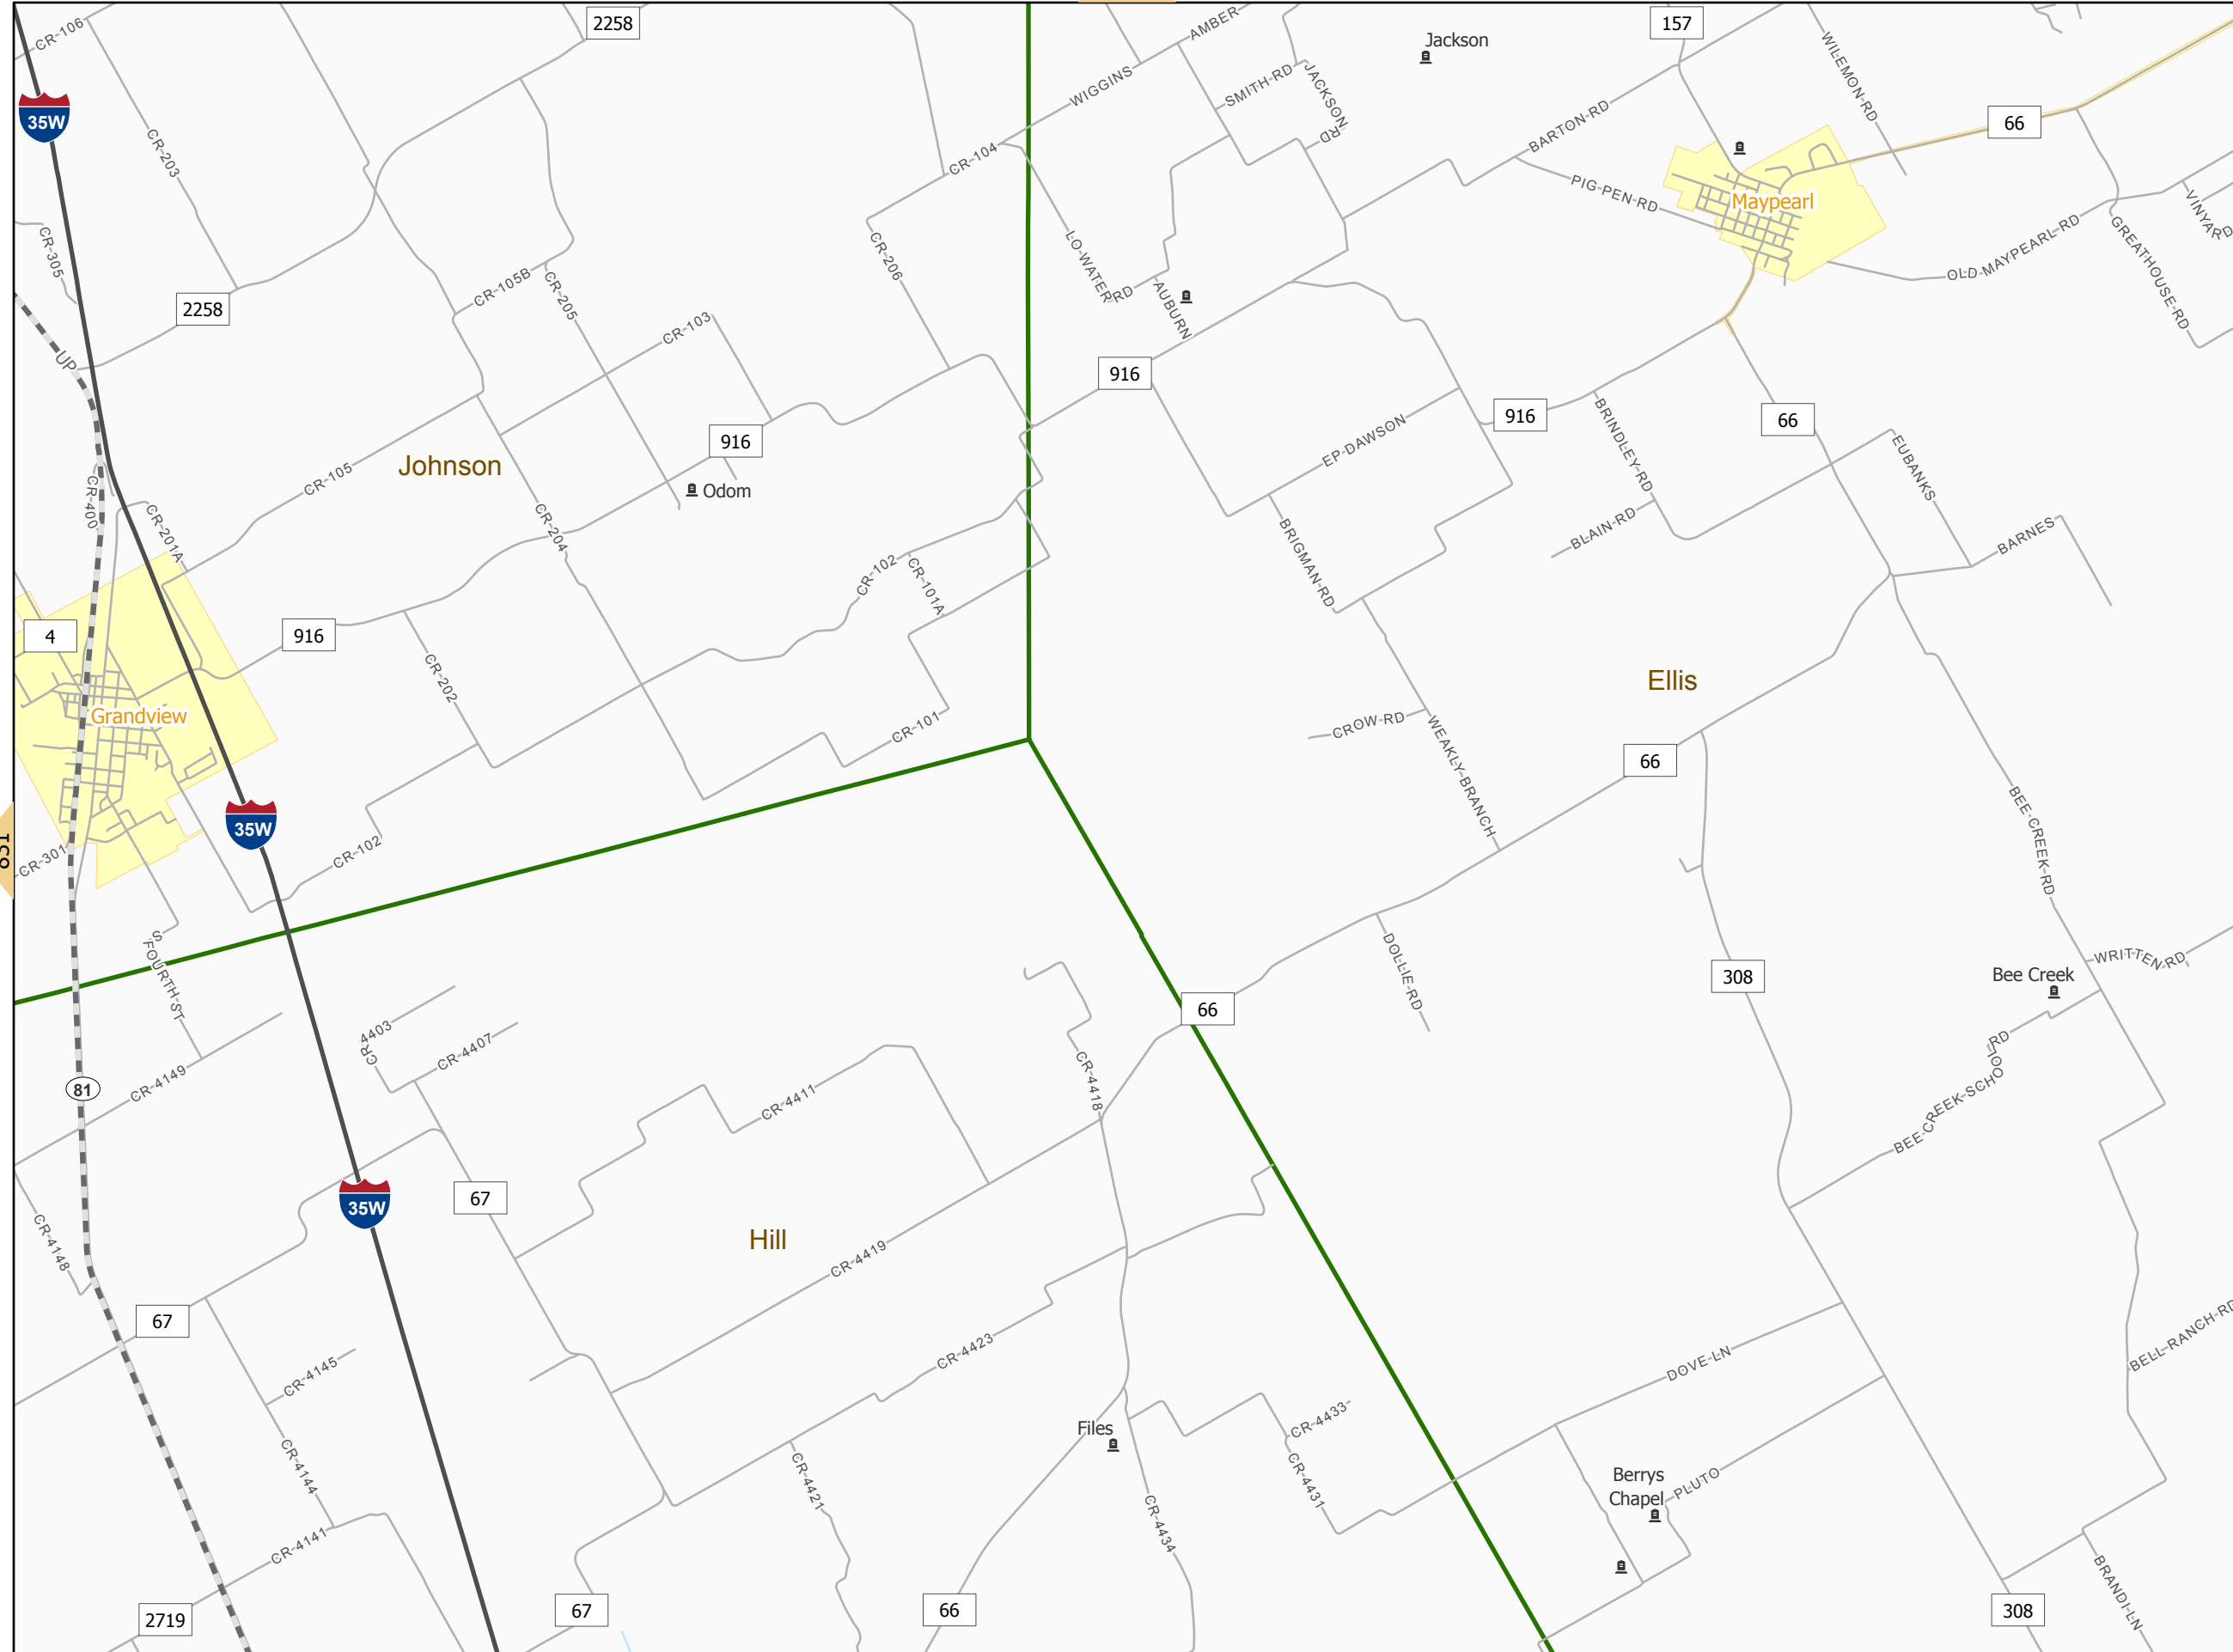 CR-106
2258
AMBER
Jackson
157
WILEMON-RD
35W
CR-203
WIGGINS
SMITH-RD
JACKSON
RD
BARTON-RD
66
CR-104
PIG-PEN-RD
Maypearl
VINYARD
CR-305
CR-206
LO-WATER
RD
OLD-MAYPEARL-RD
GREATHOUSE-RD
2258
CR-105B
CR-205
AUBURN
CR-103
UP
916
916
66
916
BRINDLEY-RD
EP-DAWSON
EUBANKS
Johnson
CR-105
Odom
CR-400
CR-201A
CR-204
BLAIN-RD
BARNES
BRIGMAN-RD
CR-102
CR-101A
4
916
CR-202
Ellis
Grandview
CR-101
CROW-RD
WEAKLY-BRANCH
66
35W
BEE-CREEK-RD
831
CR-301
CR-102
S
FOURTH-ST
DOLLIE-RD
WRITTEN-RD
308
Bee Creek
66
4403
CR
CR-4407
RD
CR-4149
81
CR-4411
CR-4418
BEE-CREEK-SCHOOL
35W
67
CR-4148
Hill
CR-4419
67
CR-4423
DOVE-LN
BELL-RANCH-RD
CR-4145
Files
CR-4433
CR-4144
CR-4421
CR-4431
Berrys
Chapel
PLUTO
CR-4434
CR-4141
BRANDI-LN
2719
67
66
308